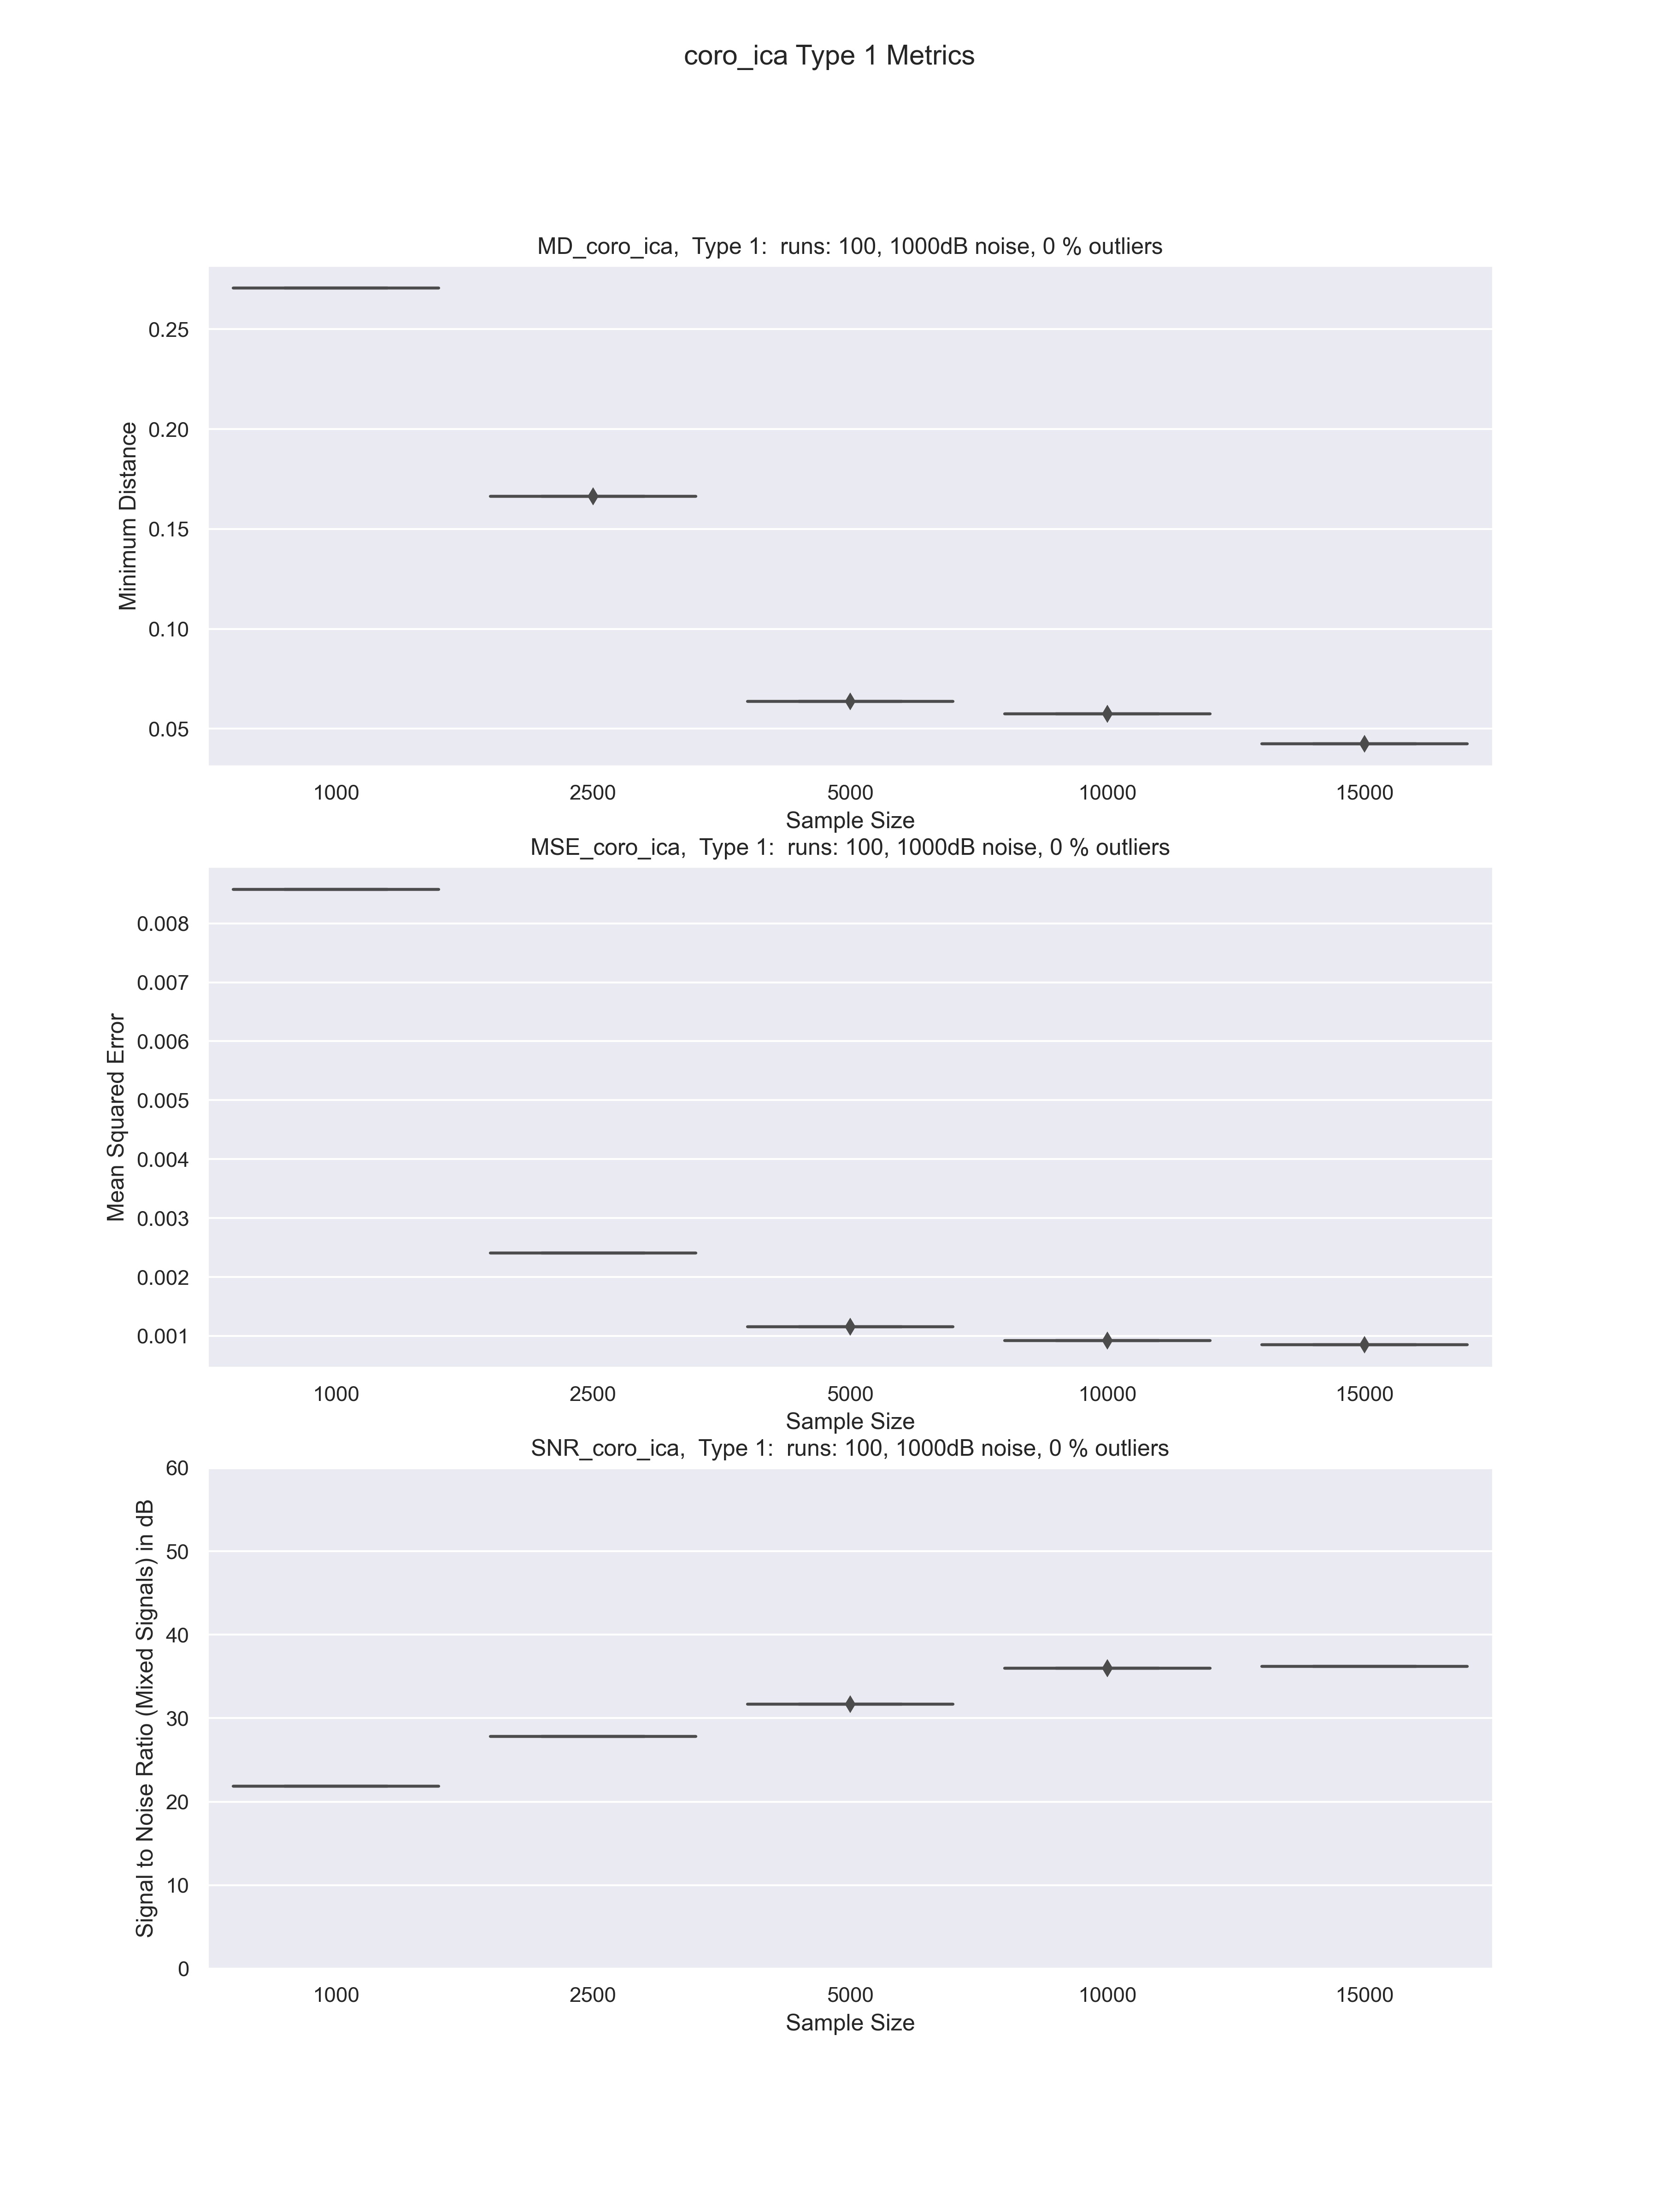 coro_ica Type 1 Metrics
MD_coro_ica,  Type 1:  runs: 100, 1000dB noise, 0 % outliers
Minimum Distance
0.25
0.20
0.15
0.10
0.05
1000 2500 5000 10000 15000
Sample Size
MSE_coro_ica,  Type 1:  runs: 100, 1000dB noise, 0 % outliers
Mean Squared Error
0.008
0.007
0.006
0.005
0.004
0.003
0.002
0.001
1000 2500 5000 10000 15000
Sample Size
SNR_coro_ica,  Type 1:  runs: 100, 1000dB noise, 0 % outliers
Signal to Noise Ratio (Mixed Signals) in dB
60
50
40
30
20
10
0
1000 2500 5000 10000 15000
Sample Size